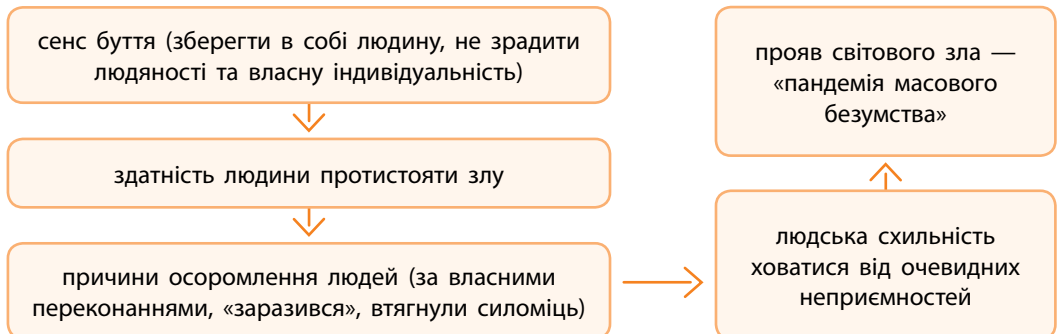 сенс буття (зберегти в собі людину, не зрадити
людяності та власну індивідуальність)
здатність людини протистояти злу
причини осоромлення людей (за власними
переконаннями, «заразився», втягнули силоміць)
людська схильність
ховатися від очевидних
неприємностей
прояв світового зла —
«пандемія масового
безумства»